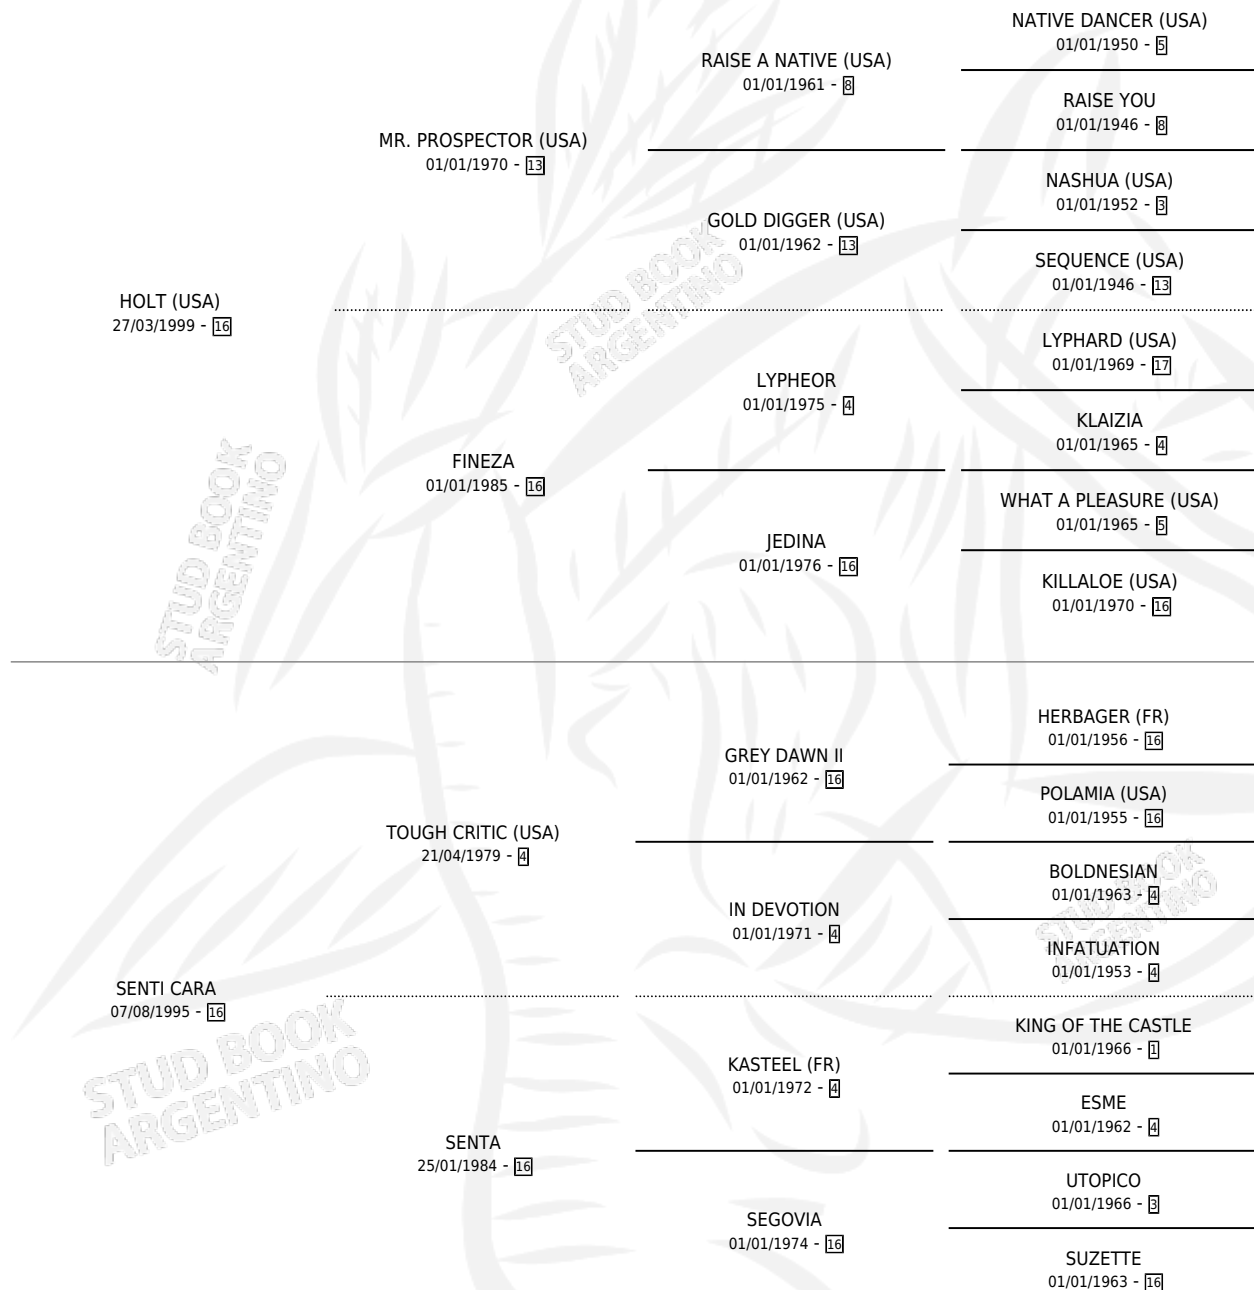 NATIVE DANCER (USA)
01/01/1950 - 5
RAISE A NATIVE (USA)
01/01/1961 - 8
RAISE YOU
01/01/1946 - 8
MR. PROSPECTOR (USA)
01/01/1970 - 13
NASHUA (USA)
01/01/1952 - 3
GOLD DIGGER (USA)
01/01/1962 - 13
SEQUENCE (USA)
01/01/1946 - 13
HOLT (USA)
27/03/1999 - 16
LYPHARD (USA)
01/01/1969 - 17
LYPHEOR
01/01/1975 - 4
KLAIZIA
01/01/1965 - 4
FINEZA
01/01/1985 - 16
WHAT A PLEASURE (USA)
01/01/1965 - 5
JEDINA
01/01/1976 - 16
KILLALOE (USA)
01/01/1970 - 16
HERBAGER (FR)
01/01/1956 - 16
GREY DAWN II
01/01/1962 - 16
POLAMIA (USA)
01/01/1955 - 16
TOUGH CRITIC (USA)
21/04/1979 - 4
BOLDNESIAN
01/01/1963 - 4
IN DEVOTION
01/01/1971 - 4
INFATUATION
01/01/1953 - 4
SENTI CARA
07/08/1995 - 16
KING OF THE CASTLE
01/01/1966 - 1
KASTEEL (FR)
01/01/1972 - 4
ESME
01/01/1962 - 4
SENTA
25/01/1984 - 16
UTOPICO
01/01/1966 - 3
SEGOVIA
01/01/1974 - 16
SUZETTE
01/01/1963 - 16
STUD BOOK
ARGENTINO
STUD BOOK
ARGENTINO
STUD BOOK
ARGENTINO
STUD BOOK
ARGENTINO